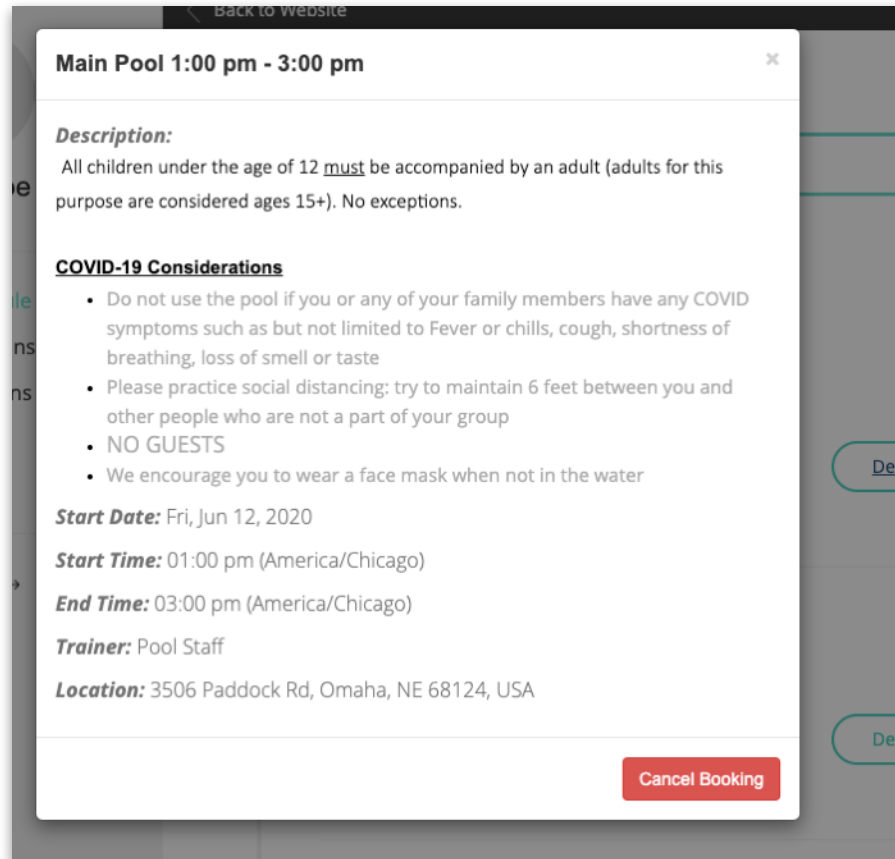 Back to Website
Main Pool 1:00 pm - 3:00 pm
×
Description:
All children under the age of 12 must be accompanied by an adult (adults for this
purpose are considered ages 15+). No exceptions.
COVID-19 Considerations
• Do not use the pool if you or any of your family members have any COVID
symptoms such as but not limited to Fever or chills, cough, shortness of
breathing, loss of smell or taste
• Please practice social distancing: try to maintain 6 feet between you and
other people who are not a part of your group
• NO GUESTS
• We encourage you to wear a face mask when not in the water
Start Date: Fri, Jun 12, 2020
Start Time: 01:00 pm (America/Chicago)
End Time: 03:00 pm (America/Chicago)
Trainer: Pool Staff
Location: 3506 Paddock Rd, Omaha, NE 68124, USA
Cancel Booking